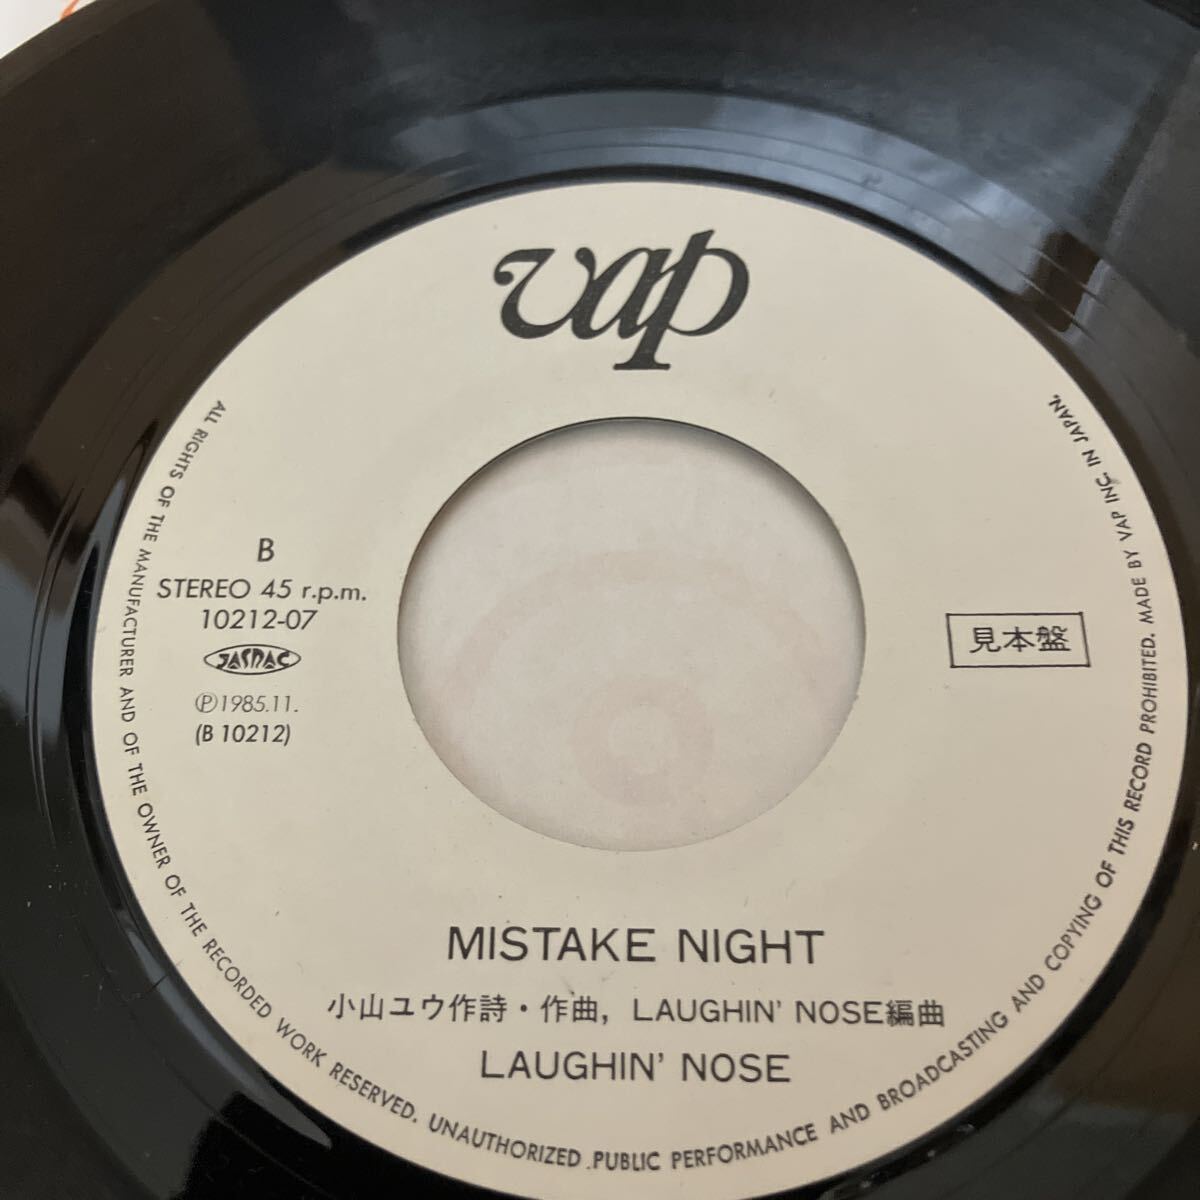 vap
B
STEREO 45 r.p.m.
10212-07
JASRAC
Ⓟ1985.11.
(B 10212)
見本盤
MISTAKE NIGHT
小山ユウ作詩・作曲, LAUGHIN' NOSE編曲
LAUGHIN' NOSE
ALL RIGHTS OF THE MANUFACTURER AND OF THE OWNER OF THE RECORDED WORK RESERVED. UNAUTHORIZED.PUBLIC PERFORMANCE AND BROADCASTING AND COPYING OF THIS RECORD PROHIBITED. MADE BY VAP INC. IN JAPAN.